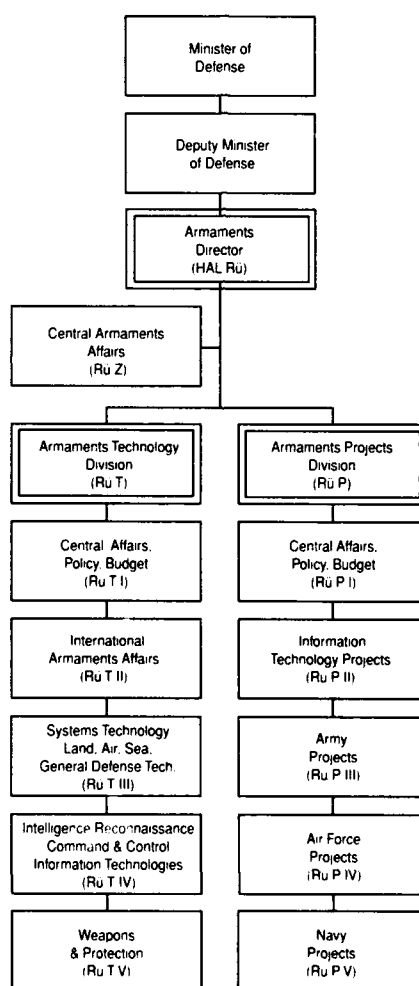 Minister of
Defense
Deputy Minister
of Defense
Armaments
Director
(HAL Rü)
Central Armaments
Affairs
(Rü Z)
Armaments Technology
Division
(Rü T)
Armaments Projects
Division
(Rü P)
Central Affairs,
Policy, Budget
(Rü T I)
Central Affairs,
Policy, Budget
(Rü P I)
International
Armaments Affairs
(Rü T II)
Information
Technology Projects
(Rü P II)
Systems Technology
Land, Air, Sea,
General Defense Tech.
(Rü T III)
Army
Projects
(Rü P III)
Intelligence Reconnaissance
Command & Control
Information Technologies
(Rü T IV)
Air Force
Projects
(Rü P IV)
Weapons
& Protection
(Rü T V)
Navy
Projects
(Rü P V)